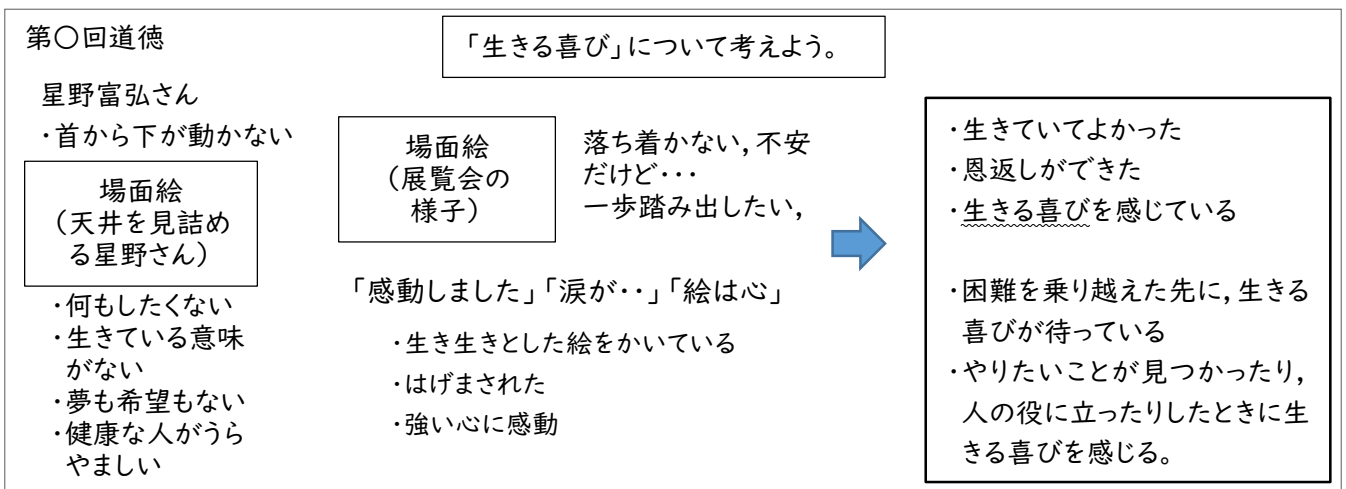 第〇回道徳
「生きる喜び」について考えよう。
星野富弘さん
・首から下が動かない
場面絵
(天井を見詰め
る星野さん)
・何もしたくない
・生きている意味
がない
・夢も希望もない
・健康な人がうら
やましい
場面絵
(展覧会の
様子)
落ち着かない,不安
だけど・・・
一歩踏み出したい,
「感動しました」「涙が・・」「絵は心」
・生き生きとした絵をかいている
・はげまされた
・強い心に感動
・生きていてよかった
・恩返しができた
・生きる喜びを感じている
・困難を乗り越えた先に,生きる
喜びが待っている
・やりたいことが見つかったり,
人の役に立ったりしたときに生
きる喜びを感じる。